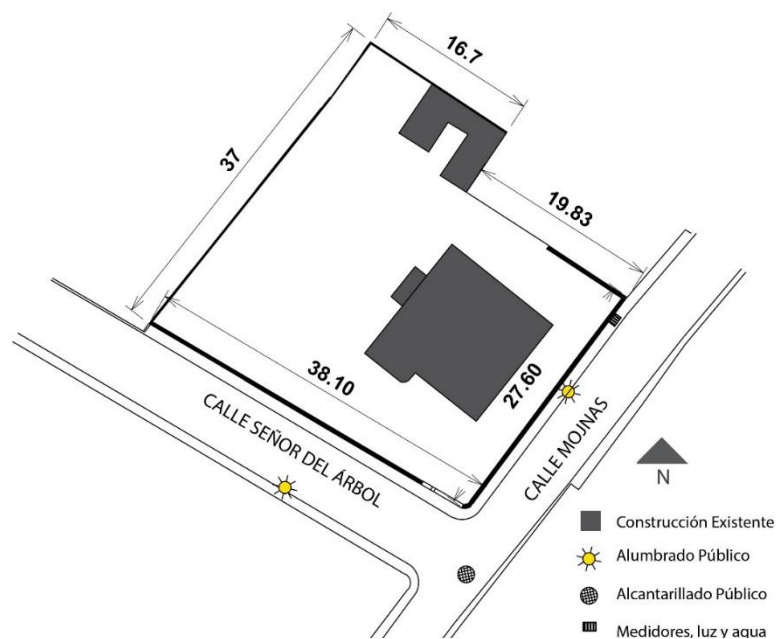 16.7
37
19.83
38.10
27.60
CALLE SEÑOR DEL ÁRBOL
CALLE MOJNAS
N
Construcción Existente
Alumbrado Público
Alcantarillado Público
Medidores, luz y agua